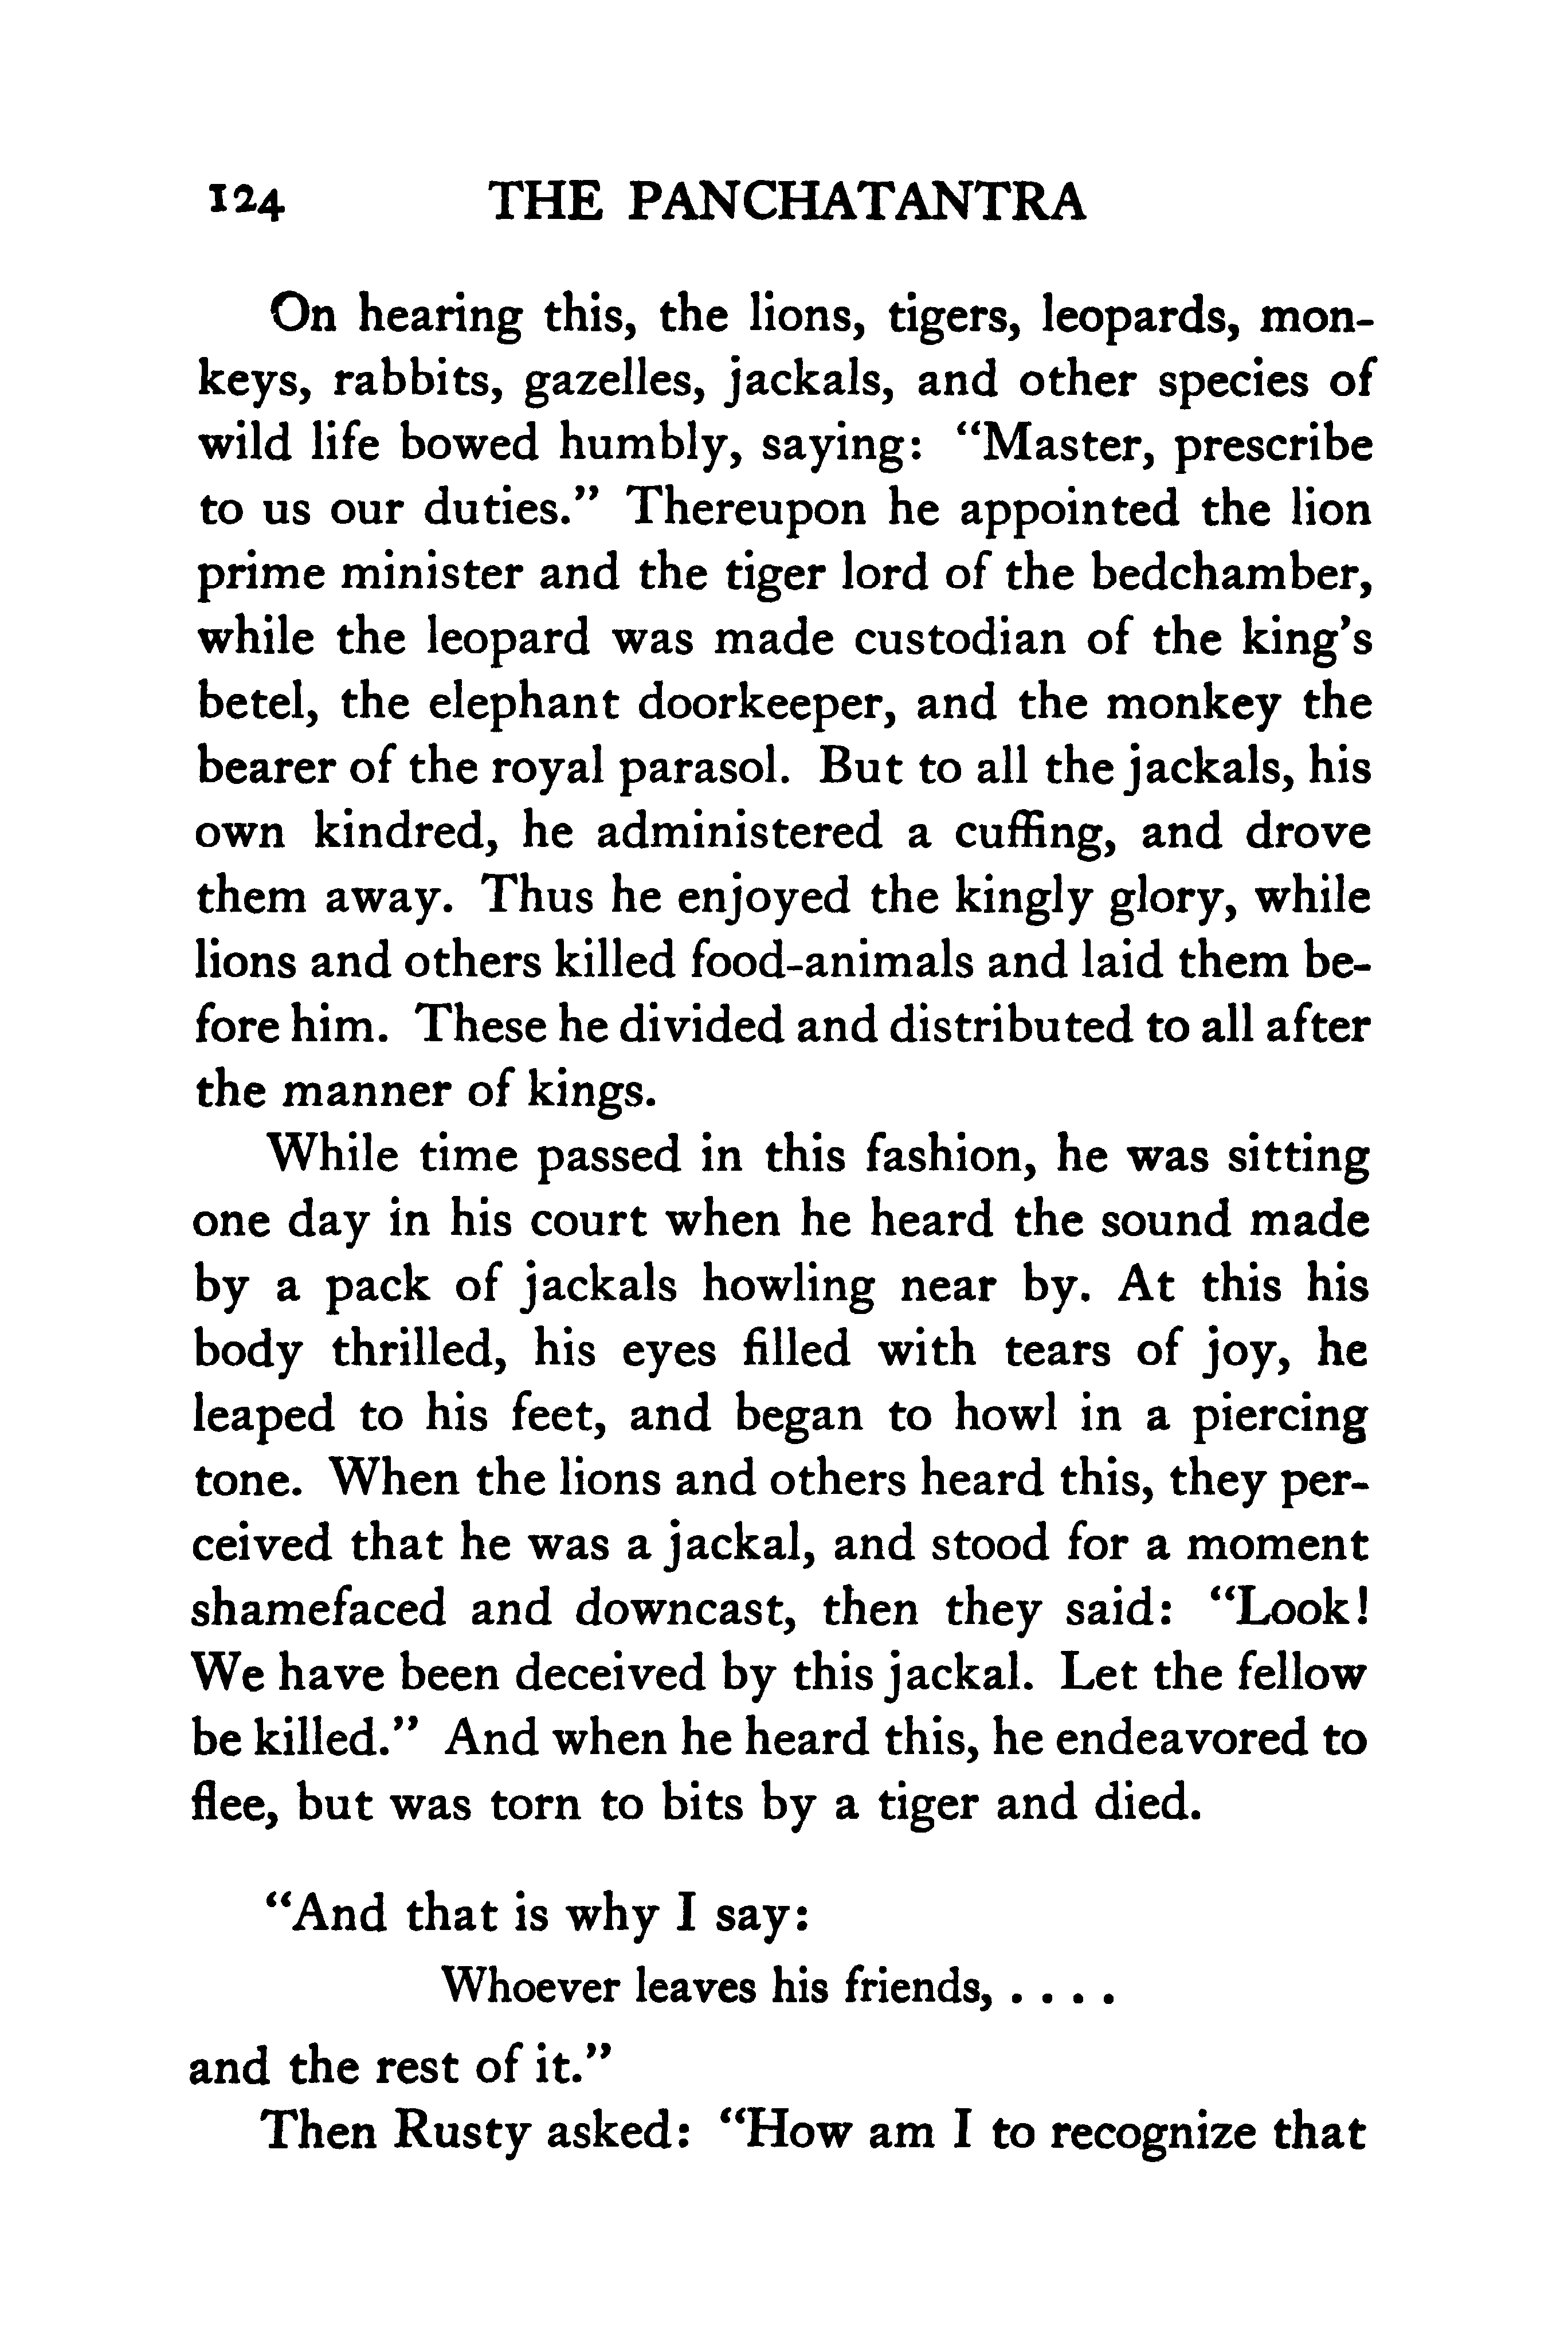 124 THE PANCHATANTRA
On hearing this, the lions, tigers, leopards, mon-
keys, rabbits, gazelles, jackals, and other species of
wild life bowed humbly, saying: “Master, prescribe
to us our duties.” Thereupon he appointed the lion
prime minister and the tiger lord of the bedchamber,
while the leopard was made custodian of the king’s
betel, the elephant doorkeeper, and the monkey the
bearer of the royal parasol. But to all the jackals, his
own kindred, he administered a cuffing, and drove
them away. Thus he enjoyed the kingly glory, while
lions and others killed food-animals and laid them be-
fore him. These he divided and distributed to all after
the manner of kings.
While time passed in this fashion, he was sitting
one day in his court when he heard the sound made
by a pack of jackals howling near by. At this his
body thrilled, his eyes filled with tears of joy, he
leaped to his feet, and began to howl in a piercing
tone. When the lions and others heard this, they per-
ceived that he was a jackal, and stood for a moment
shamefaced and downcast, then they said: “Look!
We have been deceived by this jackal. Let the fellow
be killed.” And when he heard this, he endeavored to
flee, but was torn to bits by a tiger and died.
“And that is why I say:
Whoever leaves his friends, . . . .
and the rest of it.”
Then Rusty asked: “How am I to recognize that